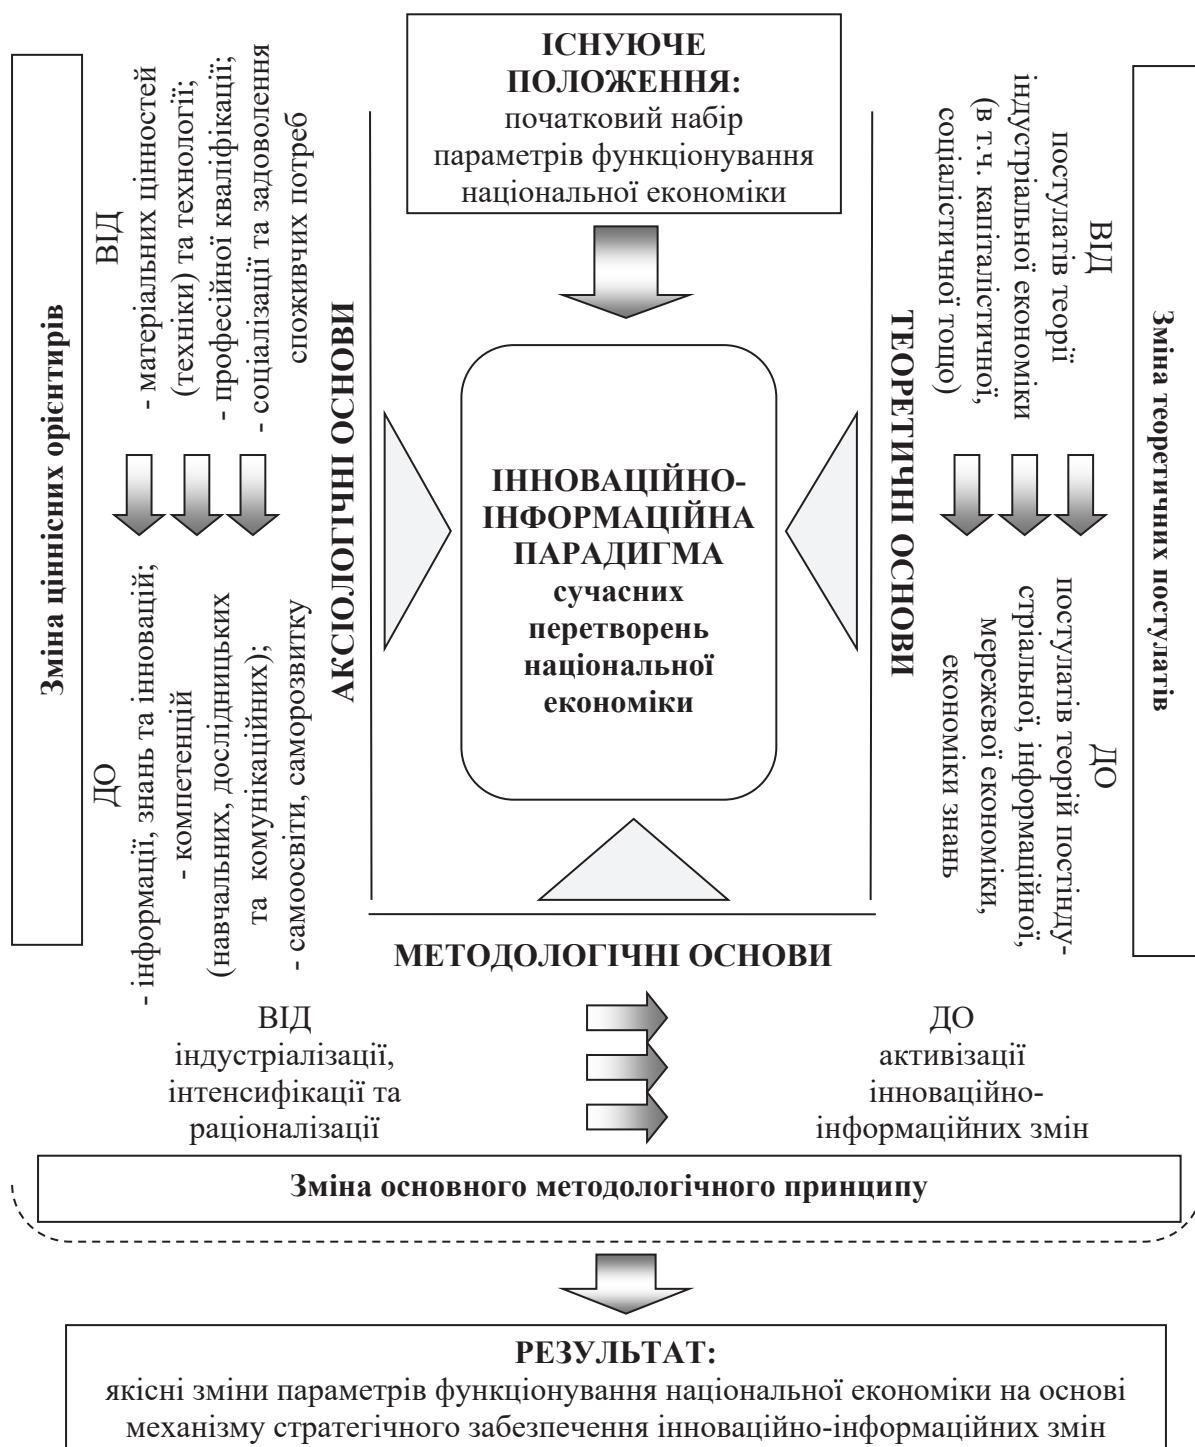 ІСНУЮЧЕ
ПОЛОЖЕННЯ:
початковий набір
параметрів функціонування
національної економіки
Зміна ціннісних орієнтирів
ВІД
- матеріальних цінностей
(техніки) та технології;
- професійної кваліфікації;
- соціалізації та задоволення
споживчих потреб
ДО
- інформації, знань та інновацій;
- компетенцій
(навчальних, дослідницьких
та комунікаційних);
- самоосвіти, саморозвитку
АКСІОЛОГІЧНІ ОСНОВИ
ІННОВАЦІЙНО-
ІНФОРМАЦІЙНА
ПАРАДИГМА
сучасних
перетворень
національної
економіки
ТЕОРЕТИЧНІ ОСНОВИ
ВІД
постулатів теорії
індустріальної економіки
(в т.ч. капіталістичної,
соціалістичної тощо)
ДО
постулатів теорій постінду-
стріальної, інформаційної,
мережевої економіки,
економіки знань
Зміна теоретичних постулатів
МЕТОДОЛОГІЧНІ ОСНОВИ
ВІД
індустріалізації,
інтенсифікації та
раціоналізації
ДО
активізації
інноваційно-
інформаційних змін
Зміна основного методологічного принципу
РЕЗУЛЬТАТ:
якісні зміни параметрів функціонування національної економіки на основі
механізму стратегічного забезпечення інноваційно-інформаційних змін